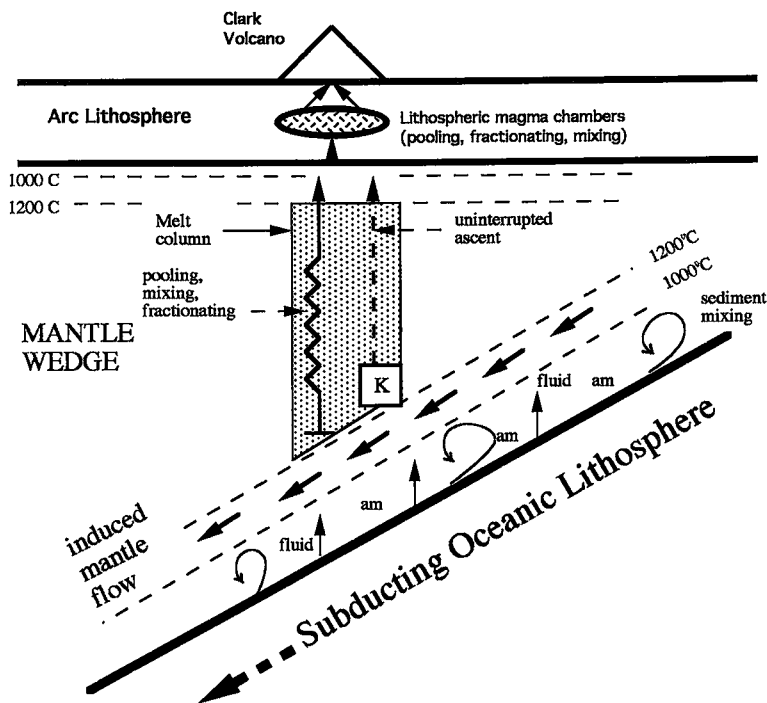 Clark
Volcano
Arc Lithosphere
Lithospheric magma chambers
(pooling, fractionating, mixing)
1000 C
1200 C
Melt
column
uninterrupted
ascent
pooling,
mixing,
fractionating
1200°C
1000°C
sediment
mixing
MANTLE
WEDGE
K
fluid am
am
am
fluid
induced
mantle
flow
Subducting Oceanic Lithosphere